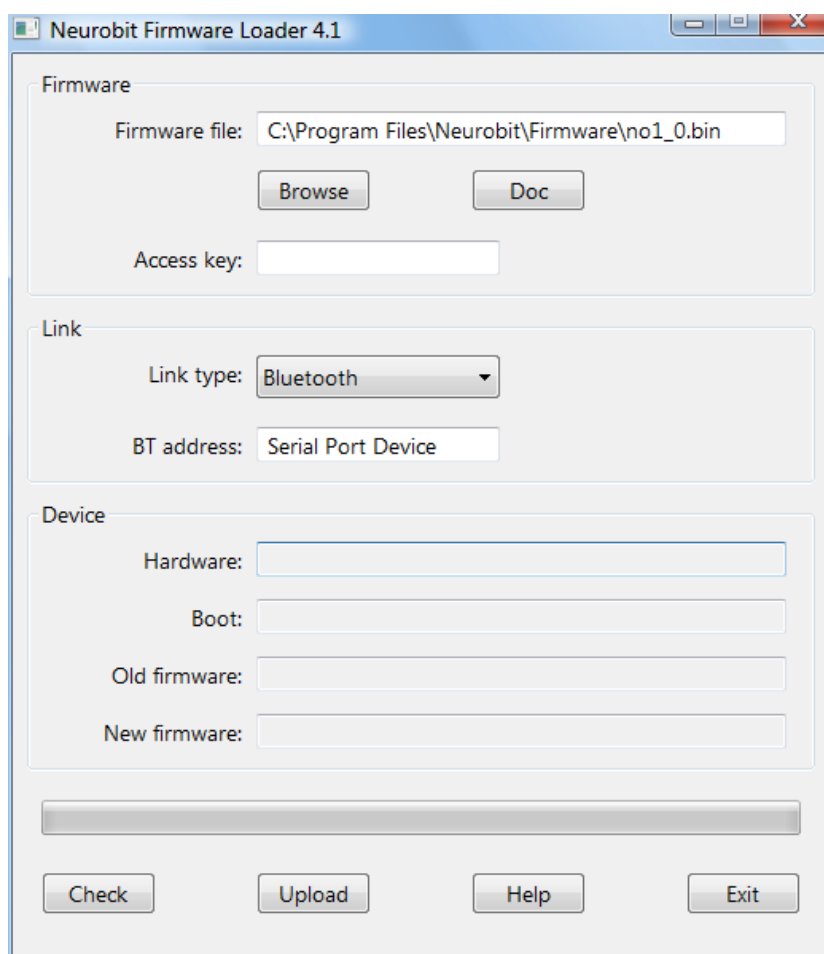 Neurobit Firmware Loader 4.1
Firmware
Firmware file: C:\Program Files\Neurobit\Firmware\no1_0.bin
Browse Doc
Access key:
Link
Link type: Bluetooth
BT address: Serial Port Device
Device
Hardware:
Boot:
Old firmware:
New firmware:
Check Upload Help Exit